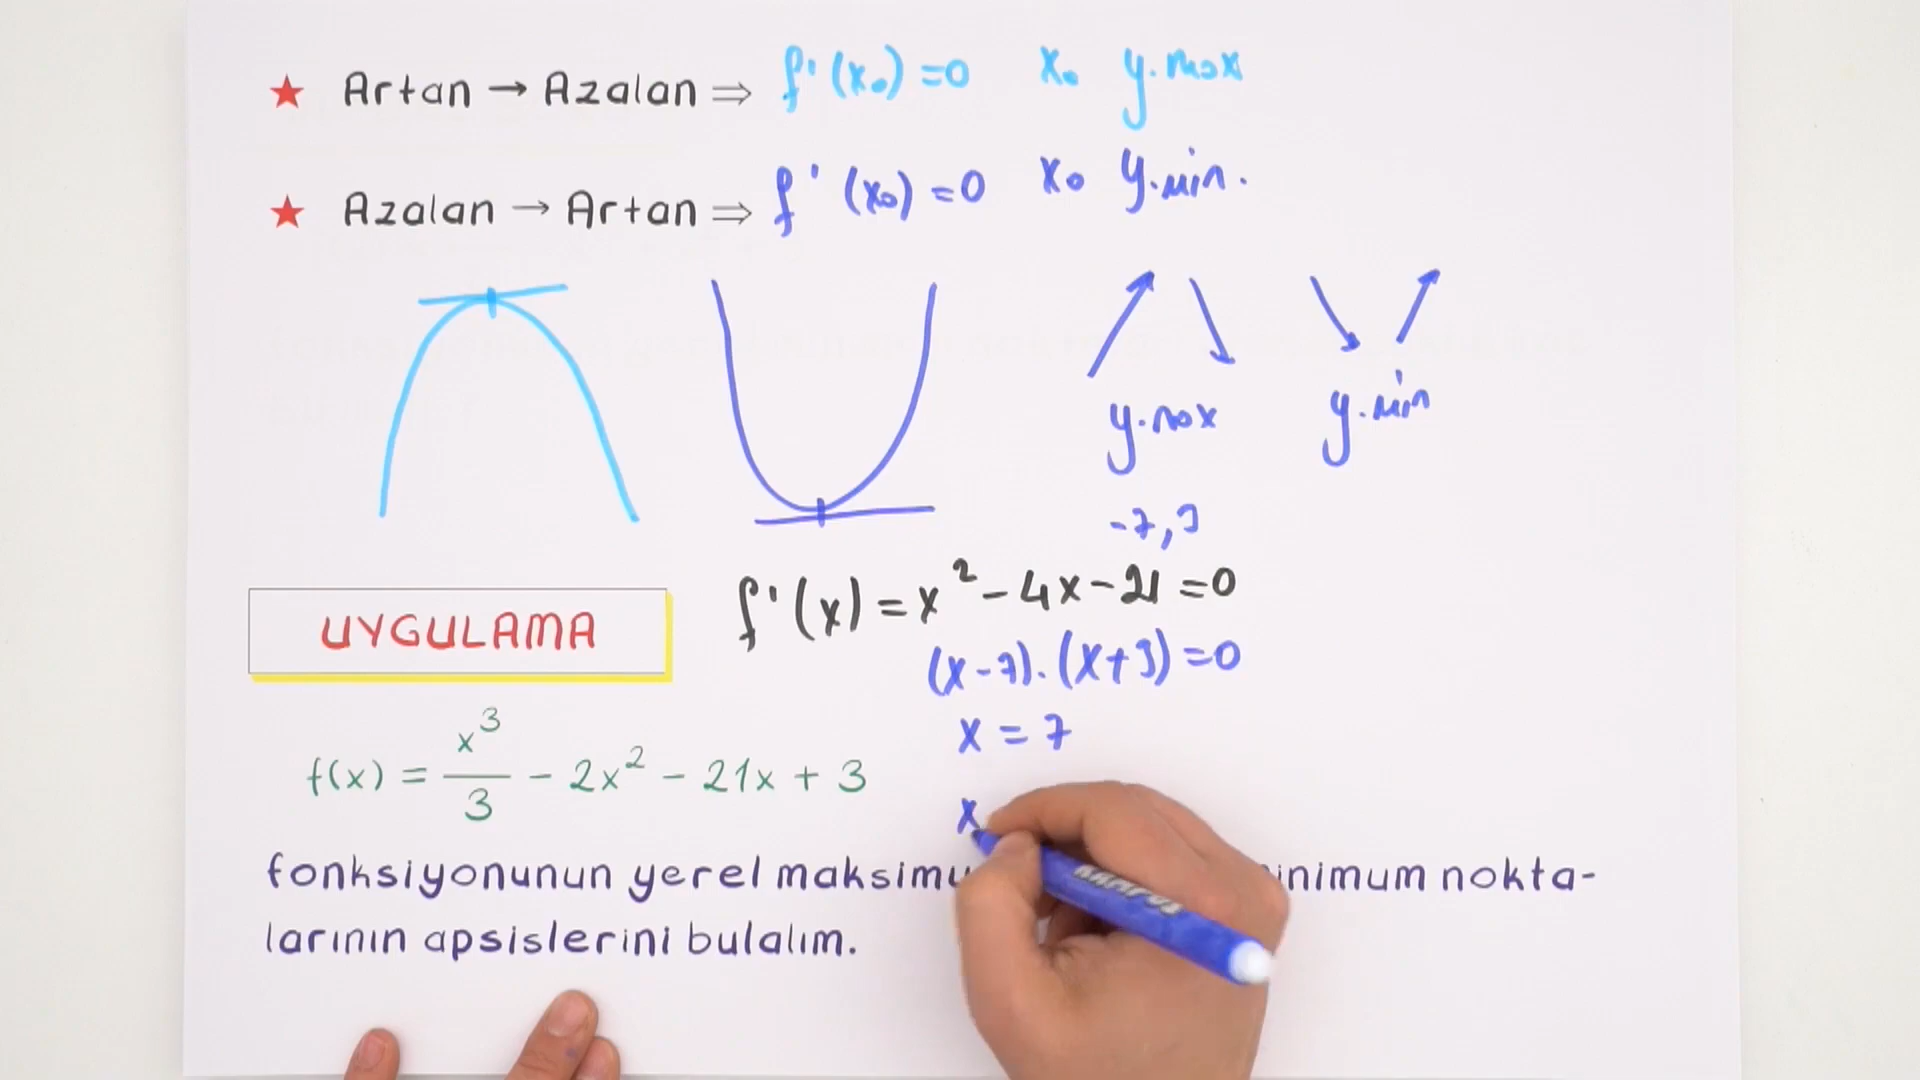 ★ Artan → Azalan ⇒ f'(x₀) = 0 x₀ y.max
★ Azalan → Artan ⇒ f'(x₀) = 0 x₀ y.min.
y.max y.min
-7, 3
f'(x) = x² - 4x - 21 = 0
UYGULAMA
(x - 7) . (x + 3) = 0
x = 7
f(x) = x³/3 - 2x² - 21x + 3
x
fonksiyonunun yerel maksimu inimum nokta-
larının apsislerini bulalım.